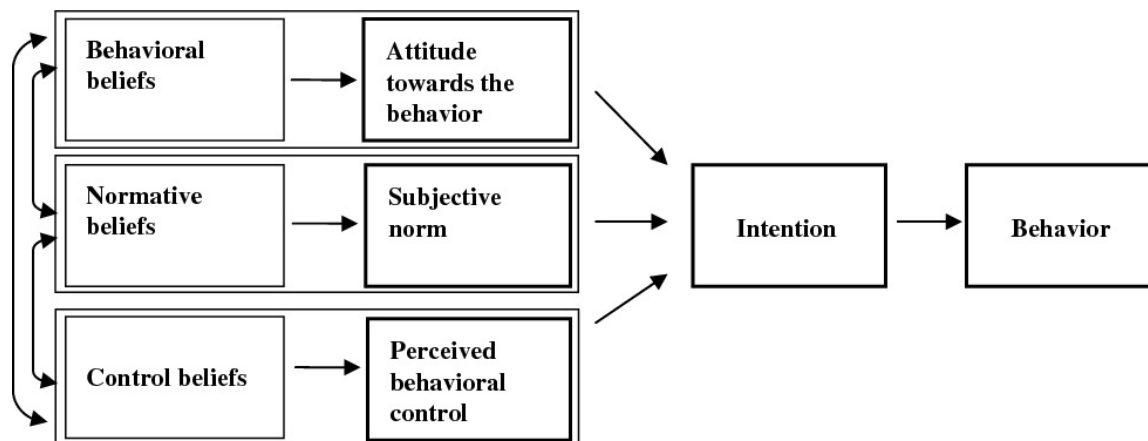 Behavioral
beliefs
Attitude
towards the
behavior
Normative
beliefs
Subjective
norm
Intention
Behavior
Control beliefs
Perceived
behavioral
control